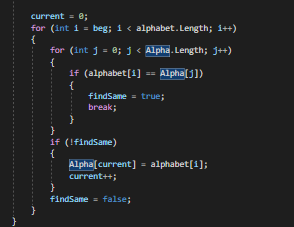 current = 0;
for (int i = beg; i < alphabet.Length; i++)
{
for (int j = 0; j < Alpha.Length; j++)
{
if (alphabet[i] == Alpha[j])
{
findSame = true;
break;
}
}
if (!findSame)
{
Alpha[current] = alphabet[i];
current++;
}
findSame = false;
}
}